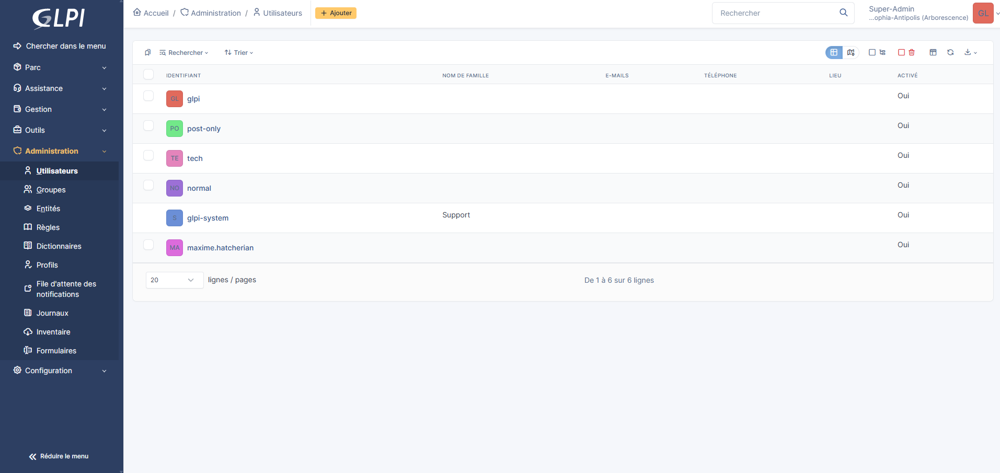 GLPI
Chercher dans le menu
Parc
Assistance
Gestion
Outils
Administration
Utilisateurs
Groupes
Entités
Règles
Dictionnaires
Profils
File d'attente des
notifications
Journaux
Inventaire
Formulaires
Configuration
Réduire le menu
Accueil / Administration / Utilisateurs
+ Ajouter
Rechercher
Super-Admin
...ophia-Antipolis (Arborescence)
GL
Rechercher
Trier
IDENTIFIANT NOM DE FAMILLE E-MAILS TÉLÉPHONE LIEU ACTIVÉ
GL glpi Oui
PO post-only Oui
TE tech Oui
NO normal Oui
S glpi-system Support Oui
MA maxime.hatcherian Oui
20 lignes / pages De 1 à 6 sur 6 lignes